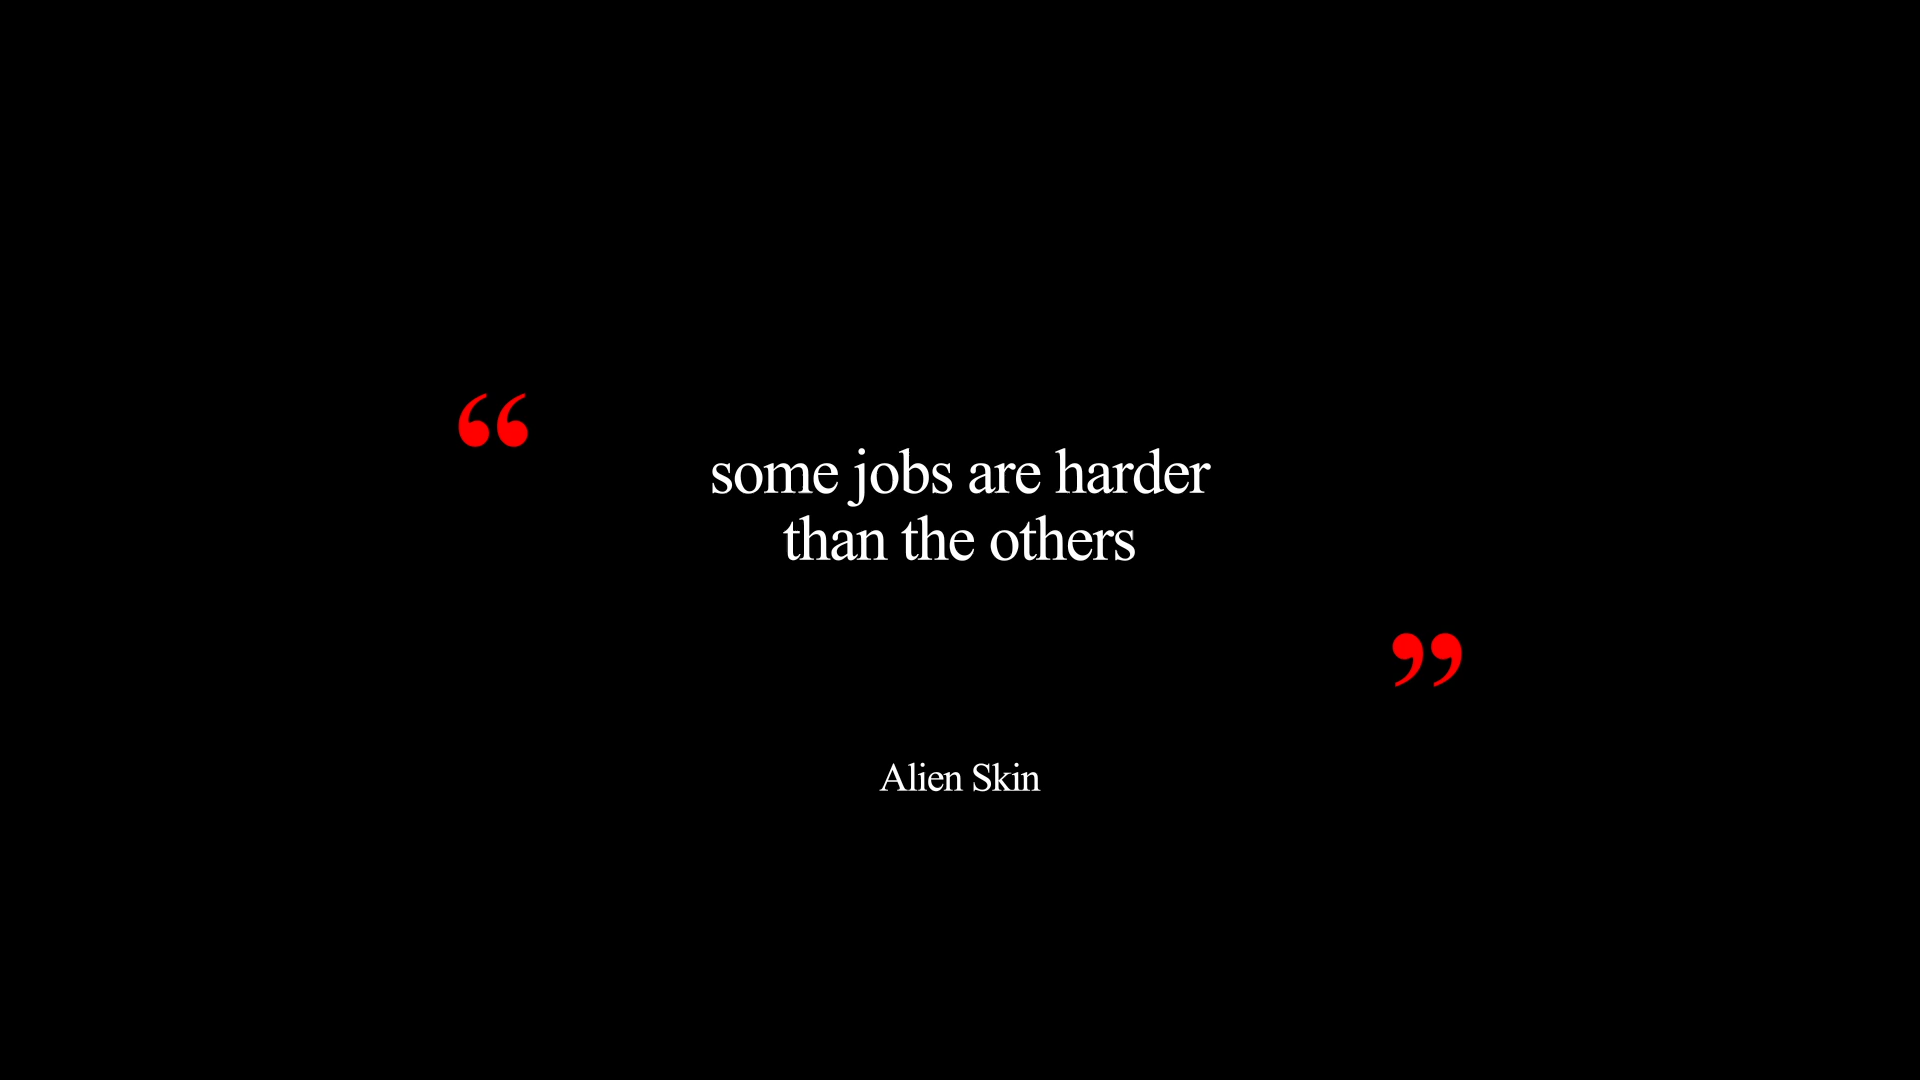 “
some jobs are harder
than the others
”
Alien Skin